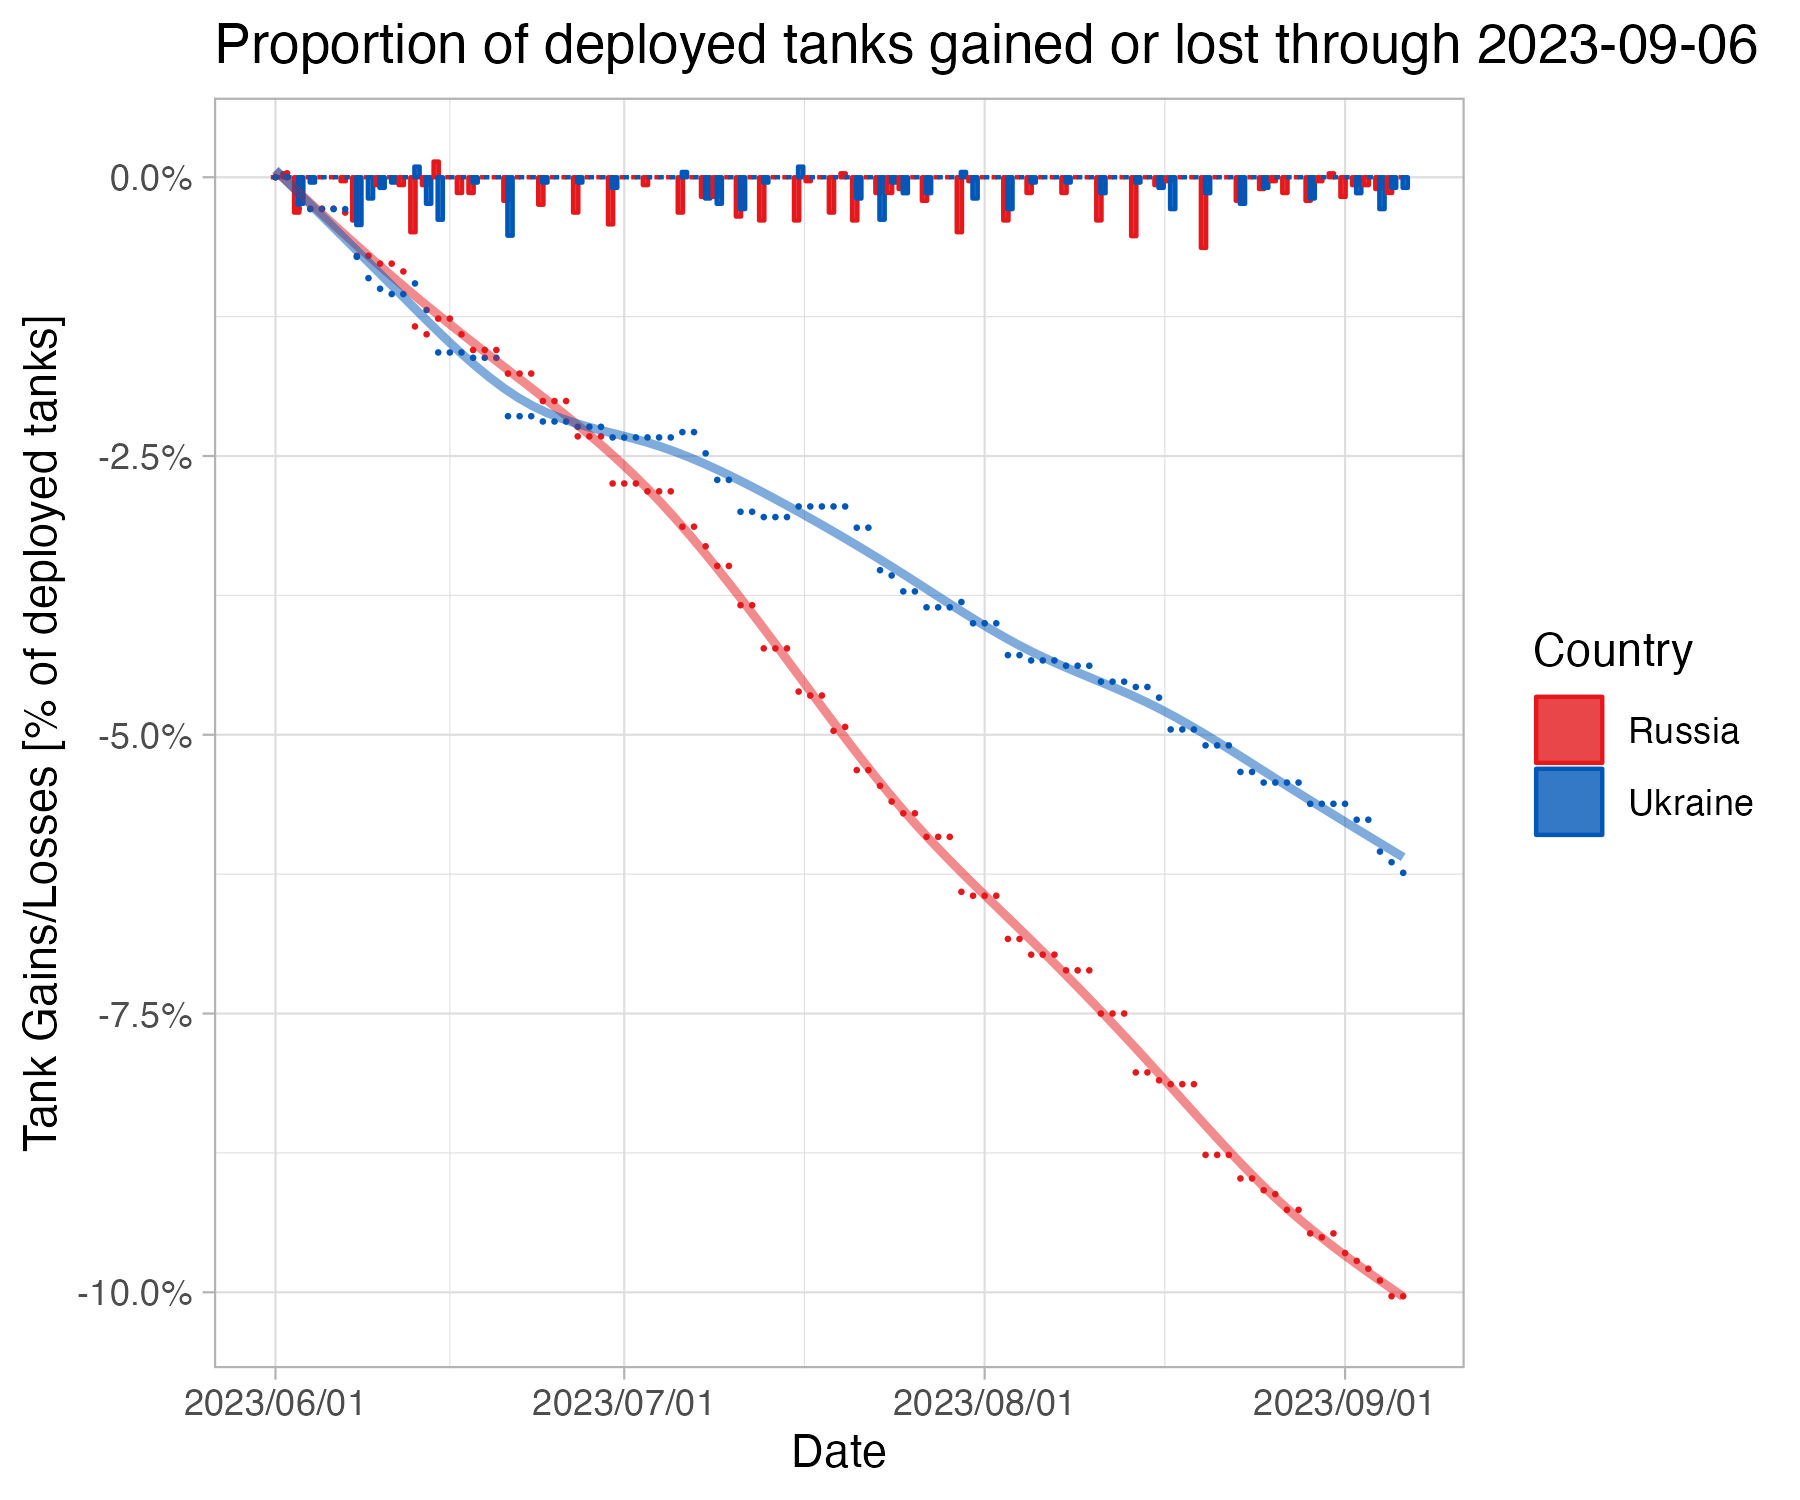 Proportion of deployed tanks gained or lost through 2023-09-06
Tank Gains/Losses [% of deployed tanks]
0.0%
-2.5%
-5.0%
-7.5%
-10.0%
2023/06/01
2023/07/01
2023/08/01
2023/09/01
Date
Country
Russia
Ukraine